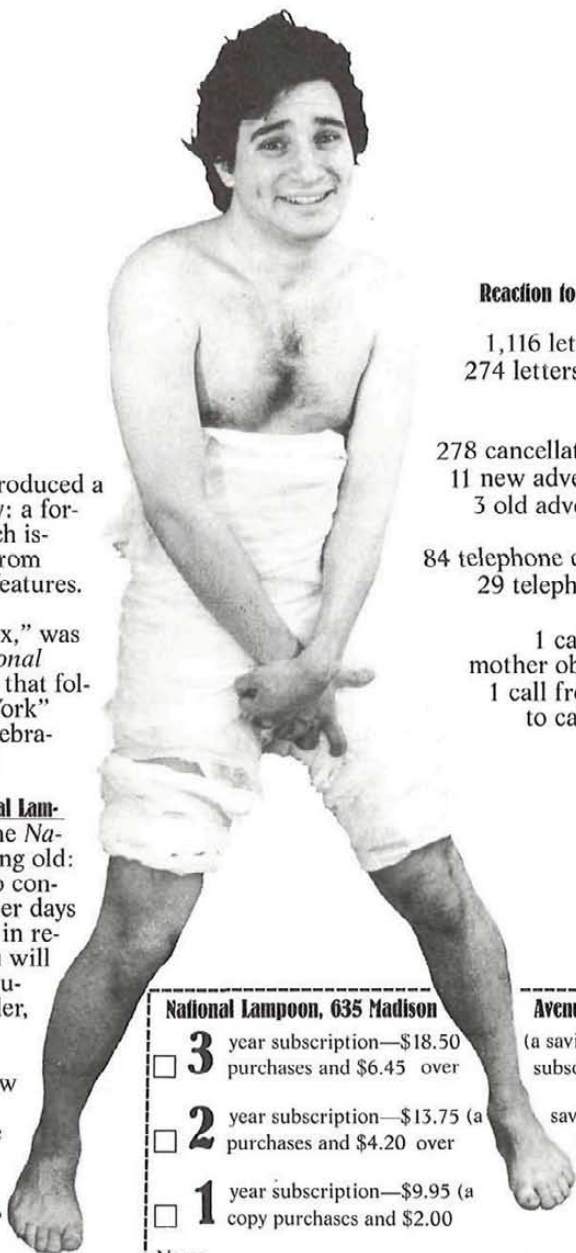 roduced a
: a for-
ch is-
rom
eatures.
x," was
onal
that fol-
ork"
ebra-
al Lam-
ne Na-
ng old:
o con-
er days
in re-
will
u-
ler,
w
e
Reaction to
1,116 let
274 letters
278 cancellat
11 new adve
3 old adve
84 telephone c
29 teleph
1 ca
mother ob
1 call fr
to ca
National Lampoon, 635 Madison Avenu
3 year subscription—$18.50 (a savi
purchases and $6.45 over subsc
2 year subscription—$13.75 (a sav
purchases and $4.20 over
1 year subscription—$9.95 (a
copy purchases and $2.00